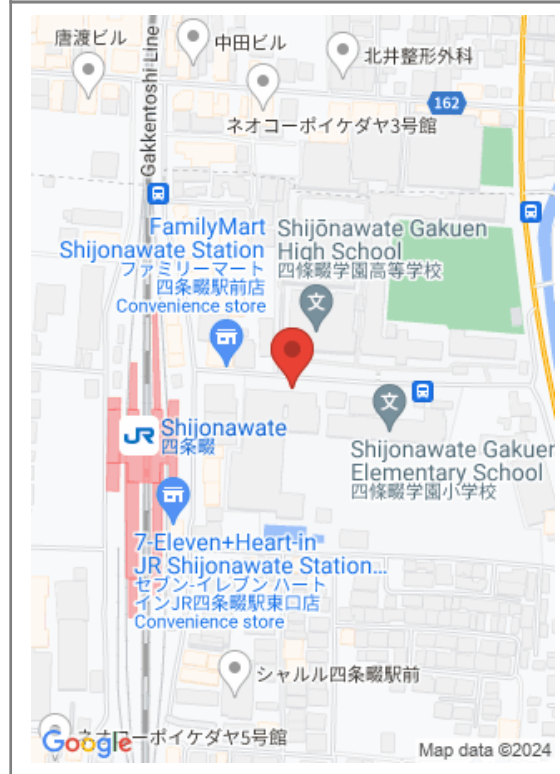 唐渡ビル
中田ビル
北井整形外科
Gakkentoshi Line
162
ネオコーポイケダヤ3号館
FamilyMart
Shijonawate Station
ファミリーマート
四条畷駅前店
Convenience store
Shijōnawate Gakuen
High School
四條畷学園高等学校
文
JR
Shijonawate
四条畷
文
Shijonawate Gakuen
Elementary School
四條畷学園小学校
7-Eleven+Heart-in
JR Shijonawate Station...
セブン-イレブン ハート
インJR四条畷駅東口店
Convenience store
シャルル四条畷駅前
ネオコーポイケダヤ5号館
Google
Map data ©2024